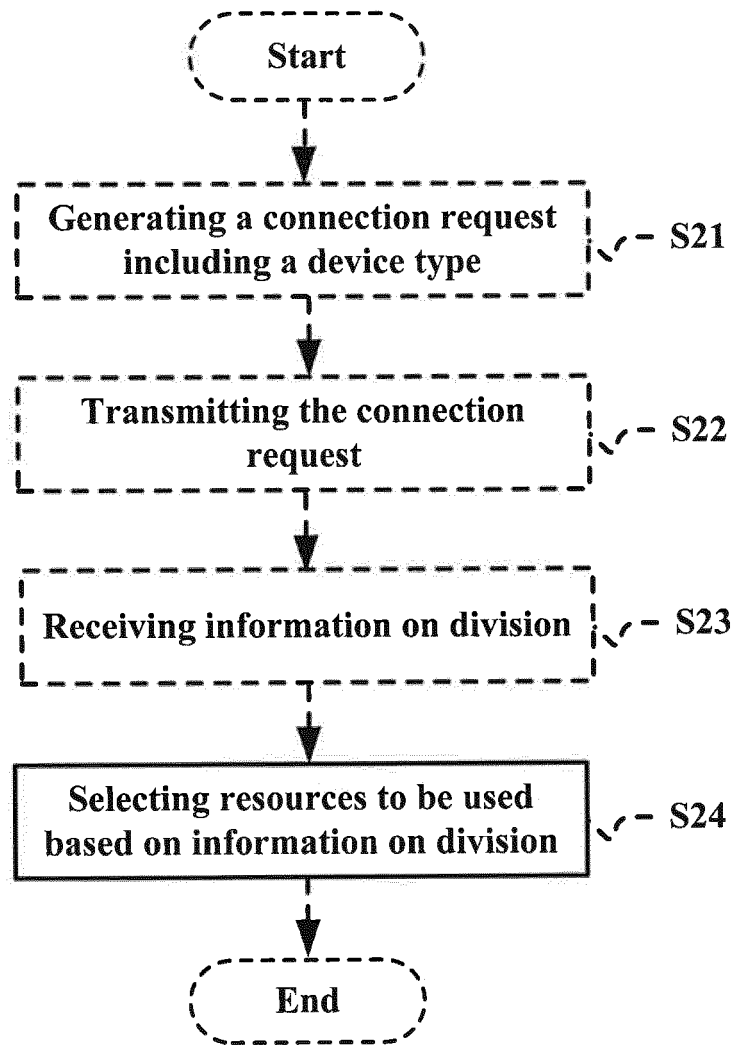 Start
Generating a connection request
including a device type
S21
Transmitting the connection
request
S22
Receiving information on division
S23
Selecting resources to be used
based on information on division
S24
End